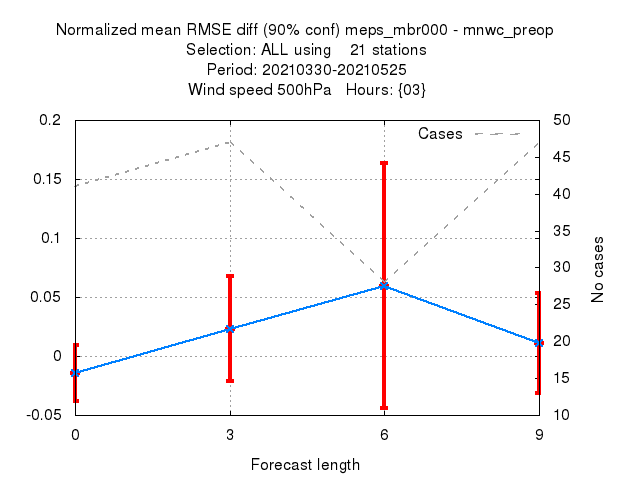 Normalized mean RMSE diff (90% conf) meps_mbr000 - mnwc_preop
Selection: ALL using 21 stations
Period: 20210330-20210525
Wind speed 500hPa Hours: {03}
Cases
0.2
0.15
0.1
0.05
0
-0.05
50
45
40
35
30
25
20
15
10
No cases
0 3 6 9
Forecast length